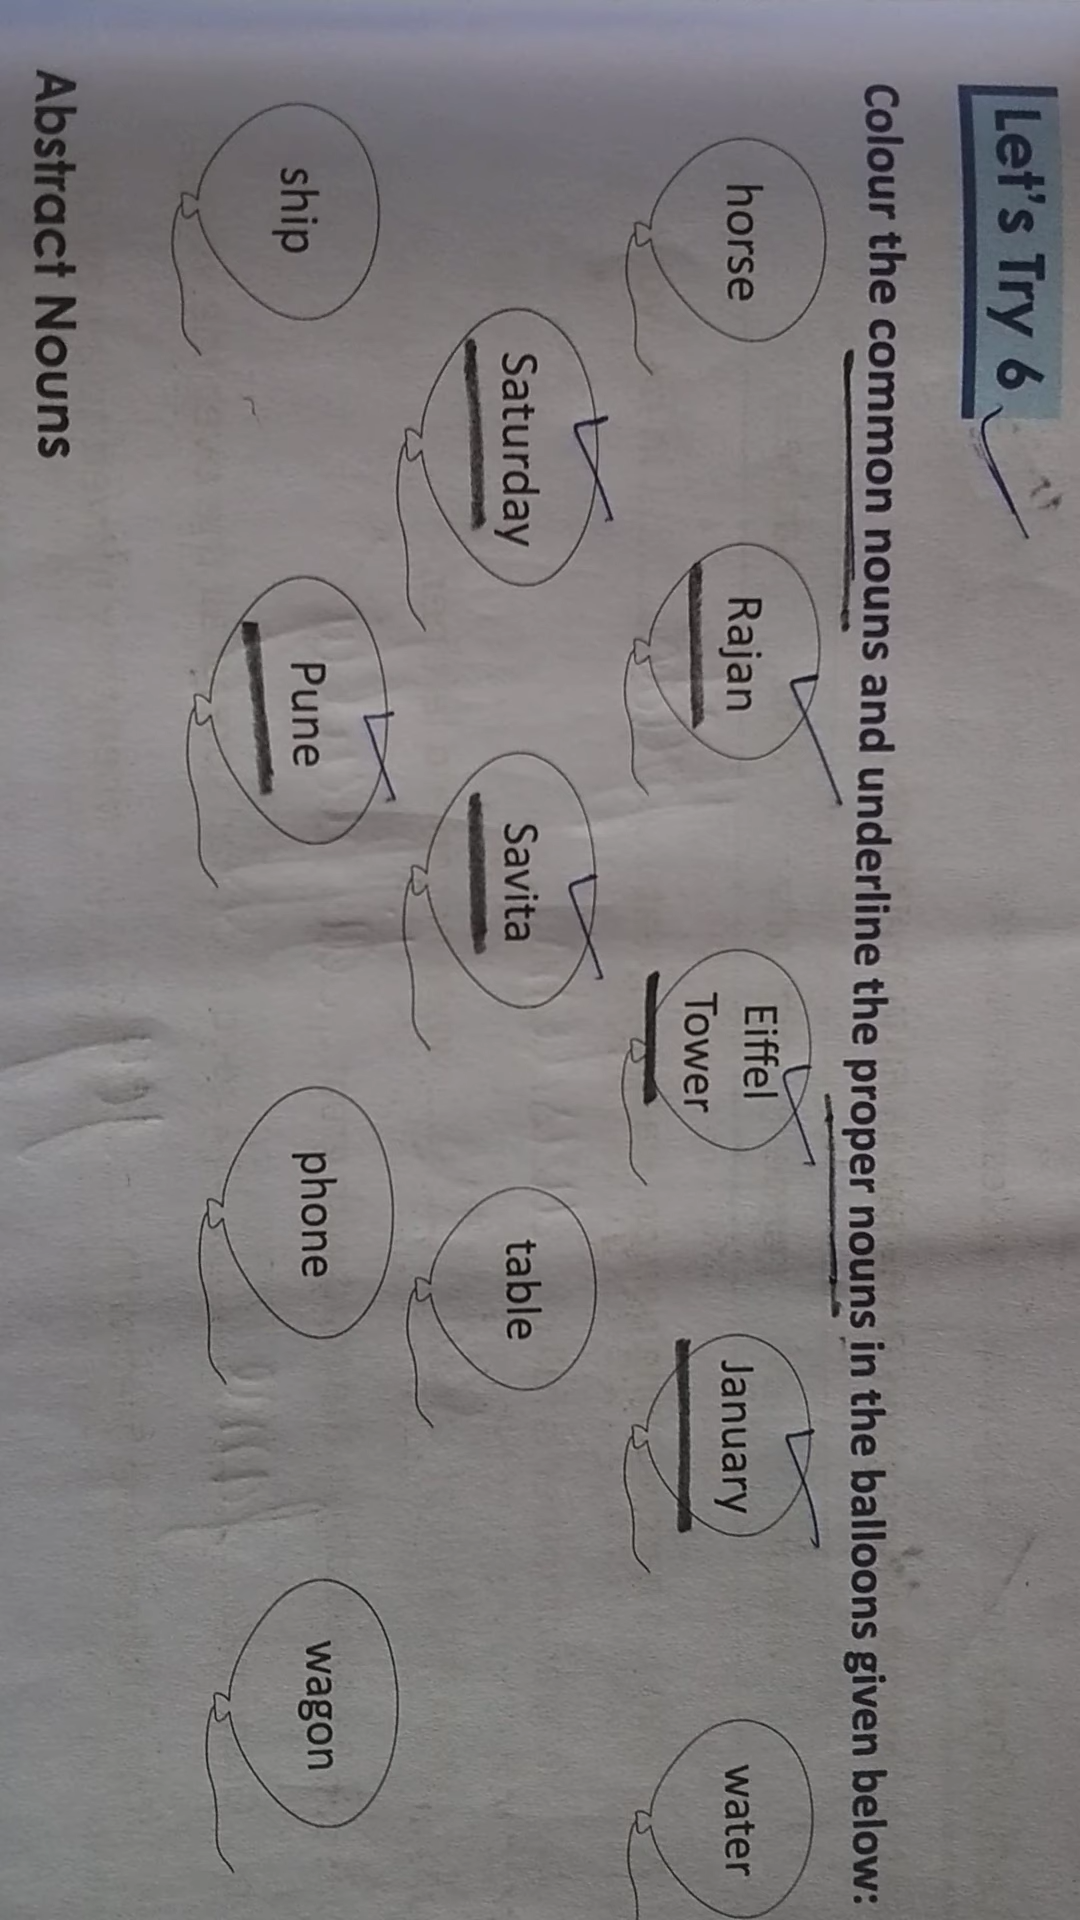 Let's Try 6
Colour the common nouns and underline the proper nouns in the balloons given below:
horse
Rajan
Eiffel
Tower
January
water
Saturday
Savita
table
ship
Pune
phone
wagon
Abstract Nouns